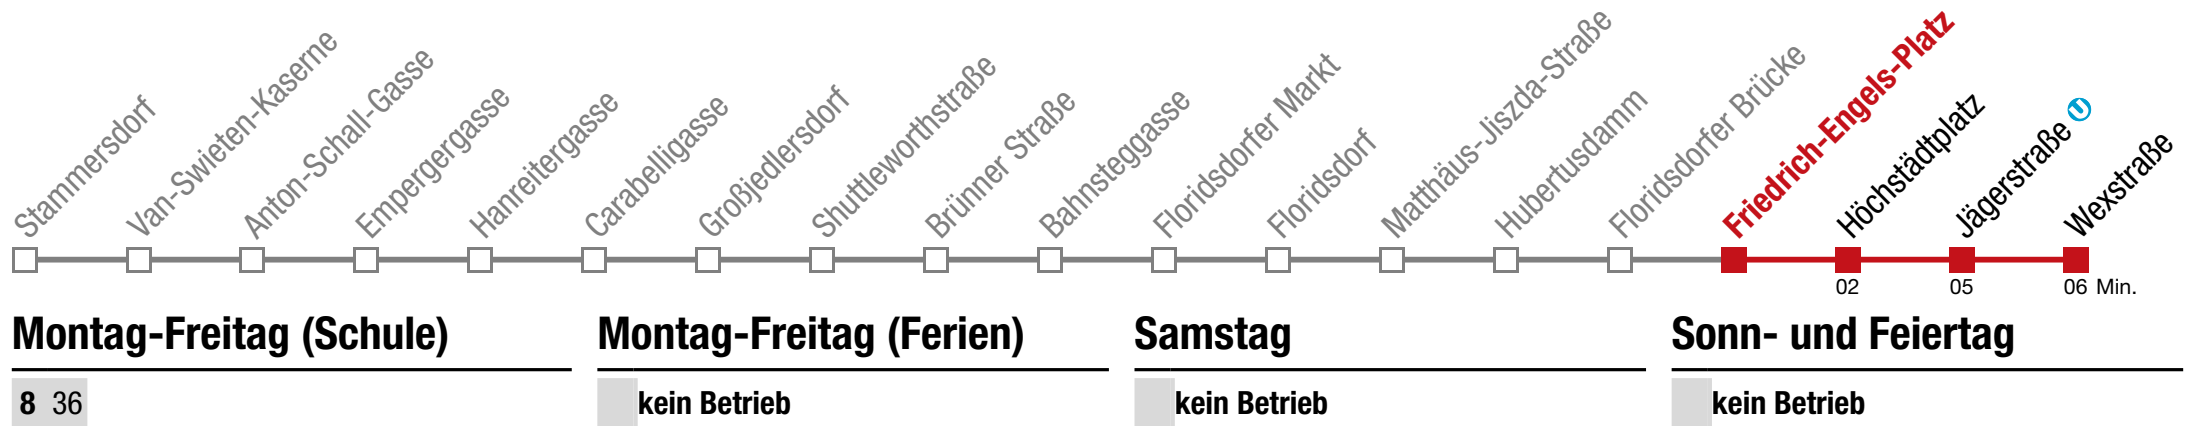 Stammersdorf
Van-Swieten-Kaserne
Anton-Schall-Gasse
Empergergasse
Hanreitergasse
Carabelligasse
Großjedlersdorf
Shuttleworthstraße
Brünner Straße
Bahnsteggasse
Floridsdorfer Markt
Floridsdorf
Matthäus-Jiszda-Straße
Hubertusdamm
Floridsdorfer Brücke
Friedrich-Engels-Platz
Höchstädtplatz
Jägerstraße U
Wexstraße
02 05 06 Min.
Montag-Freitag (Schule) Montag-Freitag (Ferien) Samstag Sonn- und Feiertag
8 36 kein Betrieb kein Betrieb kein Betrieb